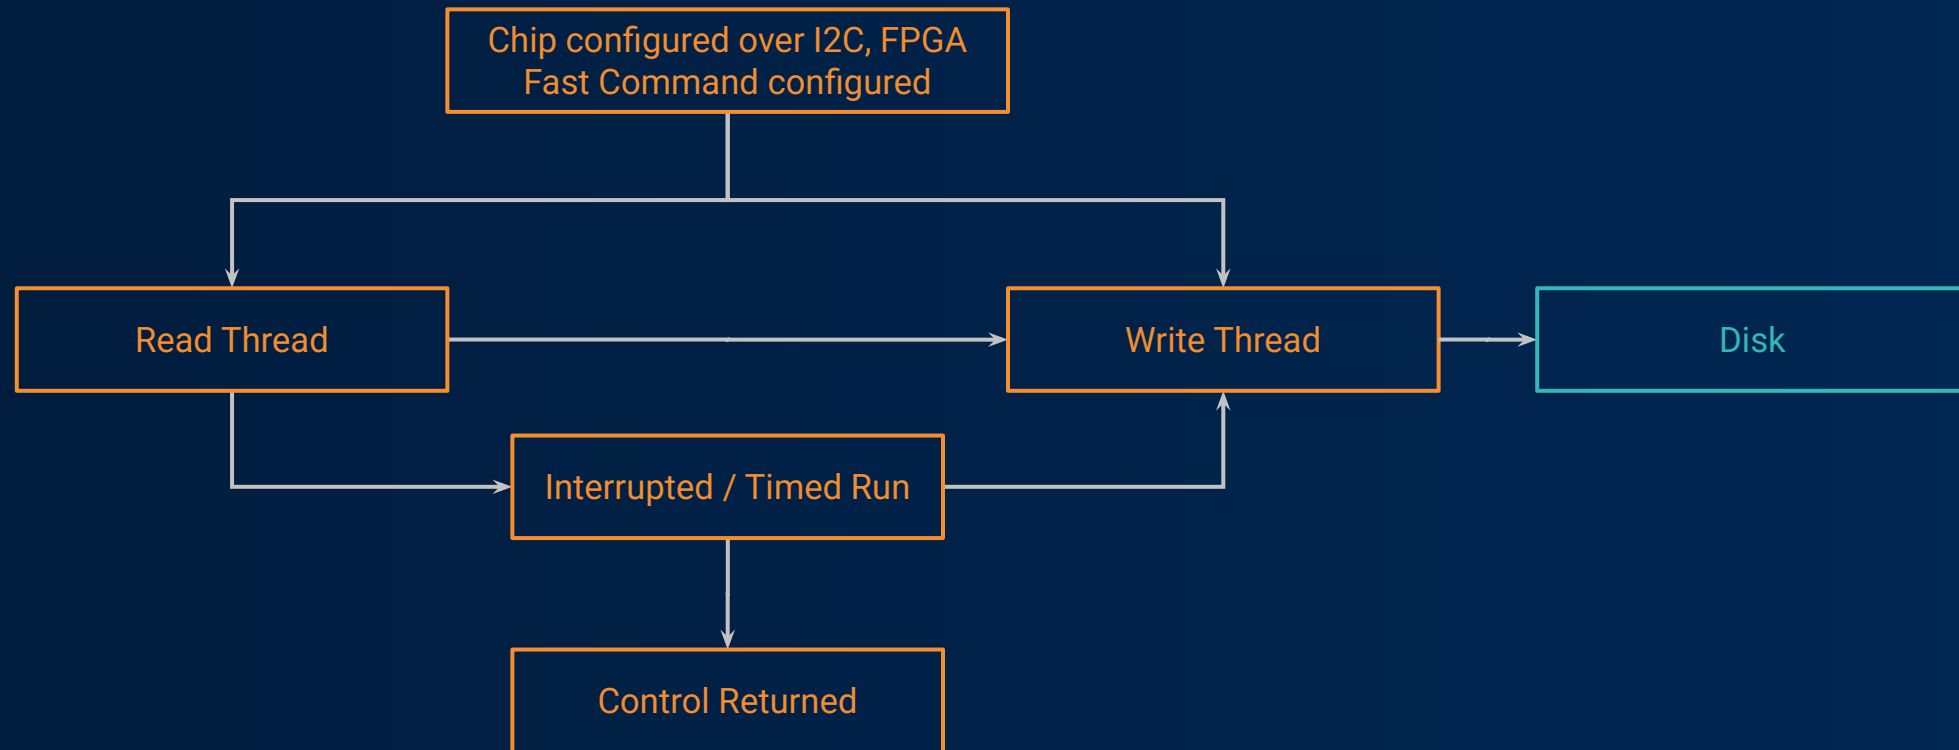 Chip configured over I2C, FPGA
Fast Command configured
Read Thread
Write Thread
Disk
Interrupted / Timed Run
Control Returned